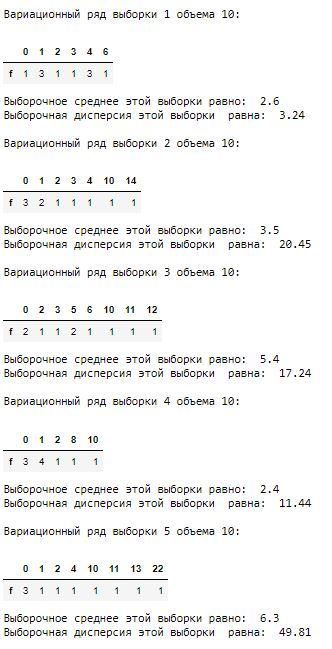 Вариационный ряд выборки 1 объема 10:
0 1 2 3 4 6
f 1 3 1 1 3 1
Выборочное среднее этой выборки равно: 2.6
Выборочная дисперсия этой выборки равна: 3.24
Вариационный ряд выборки 2 объема 10:
0 1 2 3 4 10 14
f 3 2 1 1 1 1 1
Выборочное среднее этой выборки равно: 3.5
Выборочная дисперсия этой выборки равна: 20.45
Вариационный ряд выборки 3 объема 10:
0 2 3 5 6 10 11 12
f 2 1 1 2 1 1 1 1
Выборочное среднее этой выборки равно: 5.4
Выборочная дисперсия этой выборки равна: 17.24
Вариационный ряд выборки 4 объема 10:
0 1 2 8 10
f 3 4 1 1 1
Выборочное среднее этой выборки равно: 2.4
Выборочная дисперсия этой выборки равна: 11.44
Вариационный ряд выборки 5 объема 10:
0 1 2 4 10 11 13 22
f 3 1 1 1 1 1 1 1
Выборочное среднее этой выборки равно: 6.3
Выборочная дисперсия этой выборки равна: 49.81